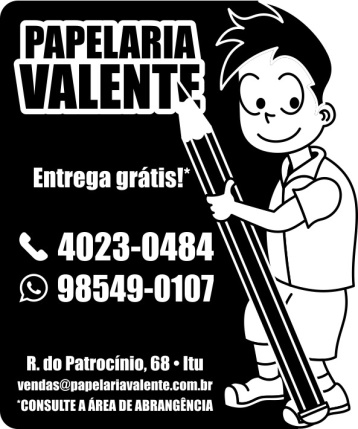 PAPELARIA
VALENTE
Entrega grátis!*
4023-0484
98549-0107
R. do Patrocínio, 68 • Itu
vendas@papelariavalente.com.br
*CONSULTE A ÁREA DE ABRANGÊNCIA